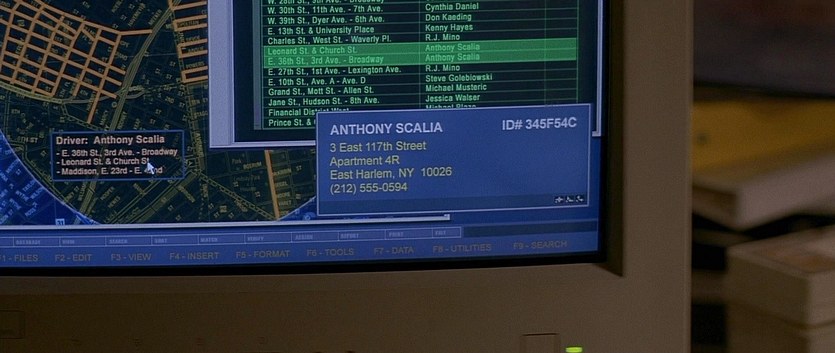 W. 30th St., 11th Ave. - 7th Ave. Cynthia Daniel
W. 39th St., Dyer Ave. - 6th Ave. Don Kaeding
E. 13th St. & University Place Kenny Hayes
Charles St., West St. - Waverly Pl. R.J. Mino
Leonard St. & Church St. Anthony Scalia
E. 36th St., 3rd Ave. - Broadway Anthony Scalia
E. 27th St., 1st Ave. - Lexington Ave. R.J. Mino
E. 10th St., Ave. A - Ave. D Steve Golebiowski
Grand St., Mott St. - Allen St. Michael Musteric
Jane St., Hudson St. - 8th Ave. Jessica Walser
Financial District
Prince St. &
Driver: Anthony Scalia
- E. 36th St., 3rd Ave. - Broadway
- Leonard St. & Church St.
- Maddison, E. 23rd - E.
ANTHONY SCALIA ID# 345F54C
3 East 117th Street
Apartment 4R
East Harlem, NY 10026
(212) 555-0594
F1 - FILES F2 - EDIT F3 - VIEW F4 - INSERT F5 - FORMAT F6 - TOOLS F7 - DATA F8 - UTILITIES F9 - SEARCH